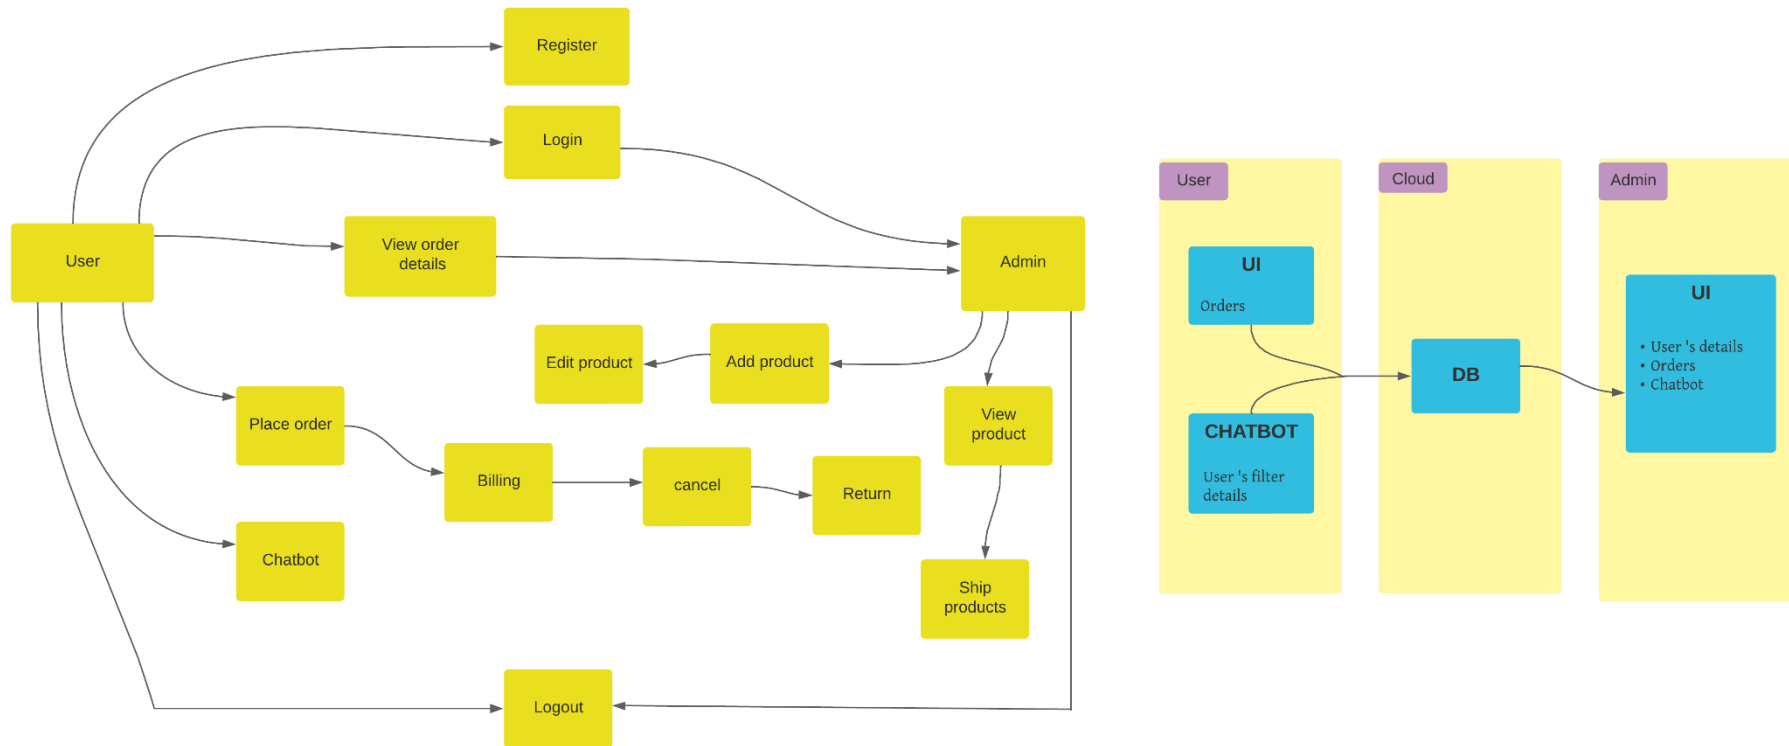 Register
Login
User
View order
details
Admin
Edit product
Add product
Place order
View
product
Billing
cancel
Return
Chatbot
Ship
products
Logout
User
Cloud
Admin
UI
Orders
CHATBOT
User 's filter
details
DB
UI
• User 's details
• Orders
• Chatbot